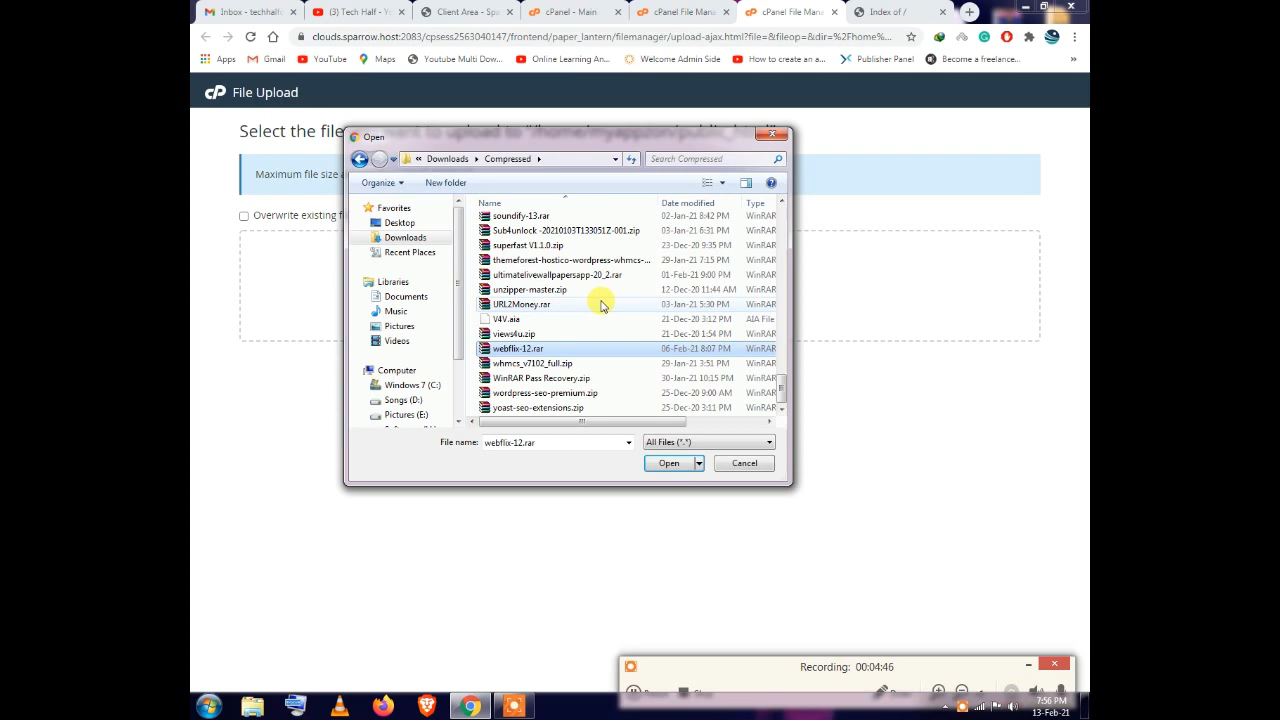 Inbox - techhalf
(3) Tech Half - Y
Client Area - Spa
cPanel - Main
cPanel File Mana
cPanel File Mana
Index of /
clouds.sparrow.host:2083/cpsess2563040147/frontend/paper_lantern/filemanager/upload-ajax.html?file=&fileop=&dir=%2Fhome...
Apps
Gmail
YouTube
Maps
Youtube Multi Dow...
Online Learning An...
Welcome Admin Side
How to create an a...
Publisher Panel
Become a freelance...
»
cP File Upload
Select the file
want to upload to "/home/myappzon/public_html"
Maximum file size a
Overwrite existing fi
Open
« Downloads Compressed
Search Compressed
Organize
New folder
Favorites
Desktop
Downloads
Recent Places
Libraries
Documents
Music
Pictures
Videos
Computer
Windows 7 (C:)
Songs (D:)
Pictures (E:)
Name Date modified Type
soundify-13.rar 02-Jan-21 8:42 PM WinRAR
Sub4unlock -20210103T133051Z-001.zip 03-Jan-21 6:31 PM WinRAR
superfast V1.1.0.zip 23-Dec-20 9:35 PM WinRAR
themeforest-hostico-wordpress-whmcs-... 29-Jan-21 7:15 PM WinRAR
ultimatelivewallpapersapp-20_2.rar 01-Feb-21 9:00 PM WinRAR
unzipper-master.zip 12-Dec-20 11:44 AM WinRAR
URL2Money.rar 03-Jan-21 5:30 PM WinRAR
V4V.aia 21-Dec-20 3:12 PM AIA File
views4u.zip 21-Dec-20 1:54 PM WinRAR
webflix-12.rar 06-Feb-21 8:07 PM WinRAR
whmcs_v7102_full.zip 29-Jan-21 3:51 PM WinRAR
WinRAR Pass Recovery.zip 30-Jan-21 10:15 PM WinRAR
wordpress-seo-premium.zip 25-Dec-20 9:00 AM WinRAR
yoast-seo-extensions.zip 25-Dec-20 3:11 PM WinRAR
File name: webflix-12.rar
All Files (*.*)
Open
Cancel
Recording: 00:04:46
7:56 PM
13-Feb-21